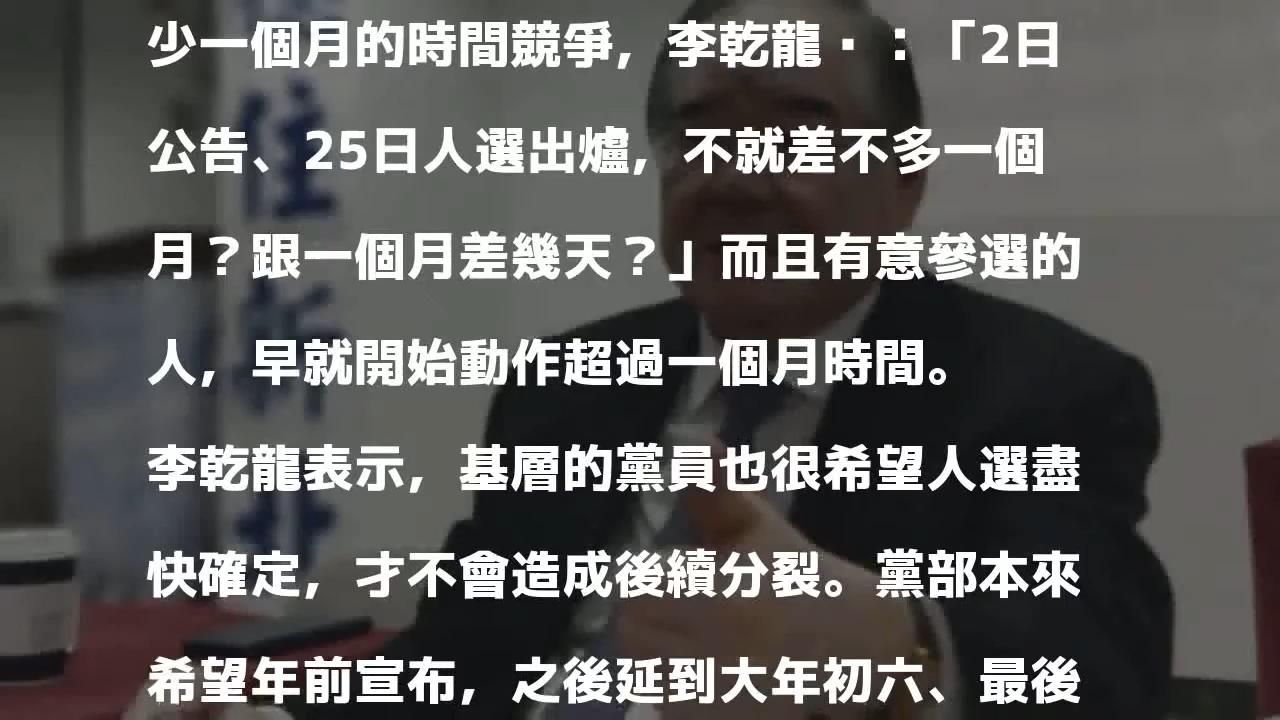 少一個月的時間競爭，李乾龍▪：「2日
公告、25日人選出爐，不就差不多一個
月？跟一個月差幾天？」而且有意參選的
人，早就開始動作超過一個月時間。
李乾龍表示，基層的黨員也很希望人選盡
快確定，才不會造成後續分裂。黨部本來
希望年前宣布，之後延到大年初六、最後
住
新
北